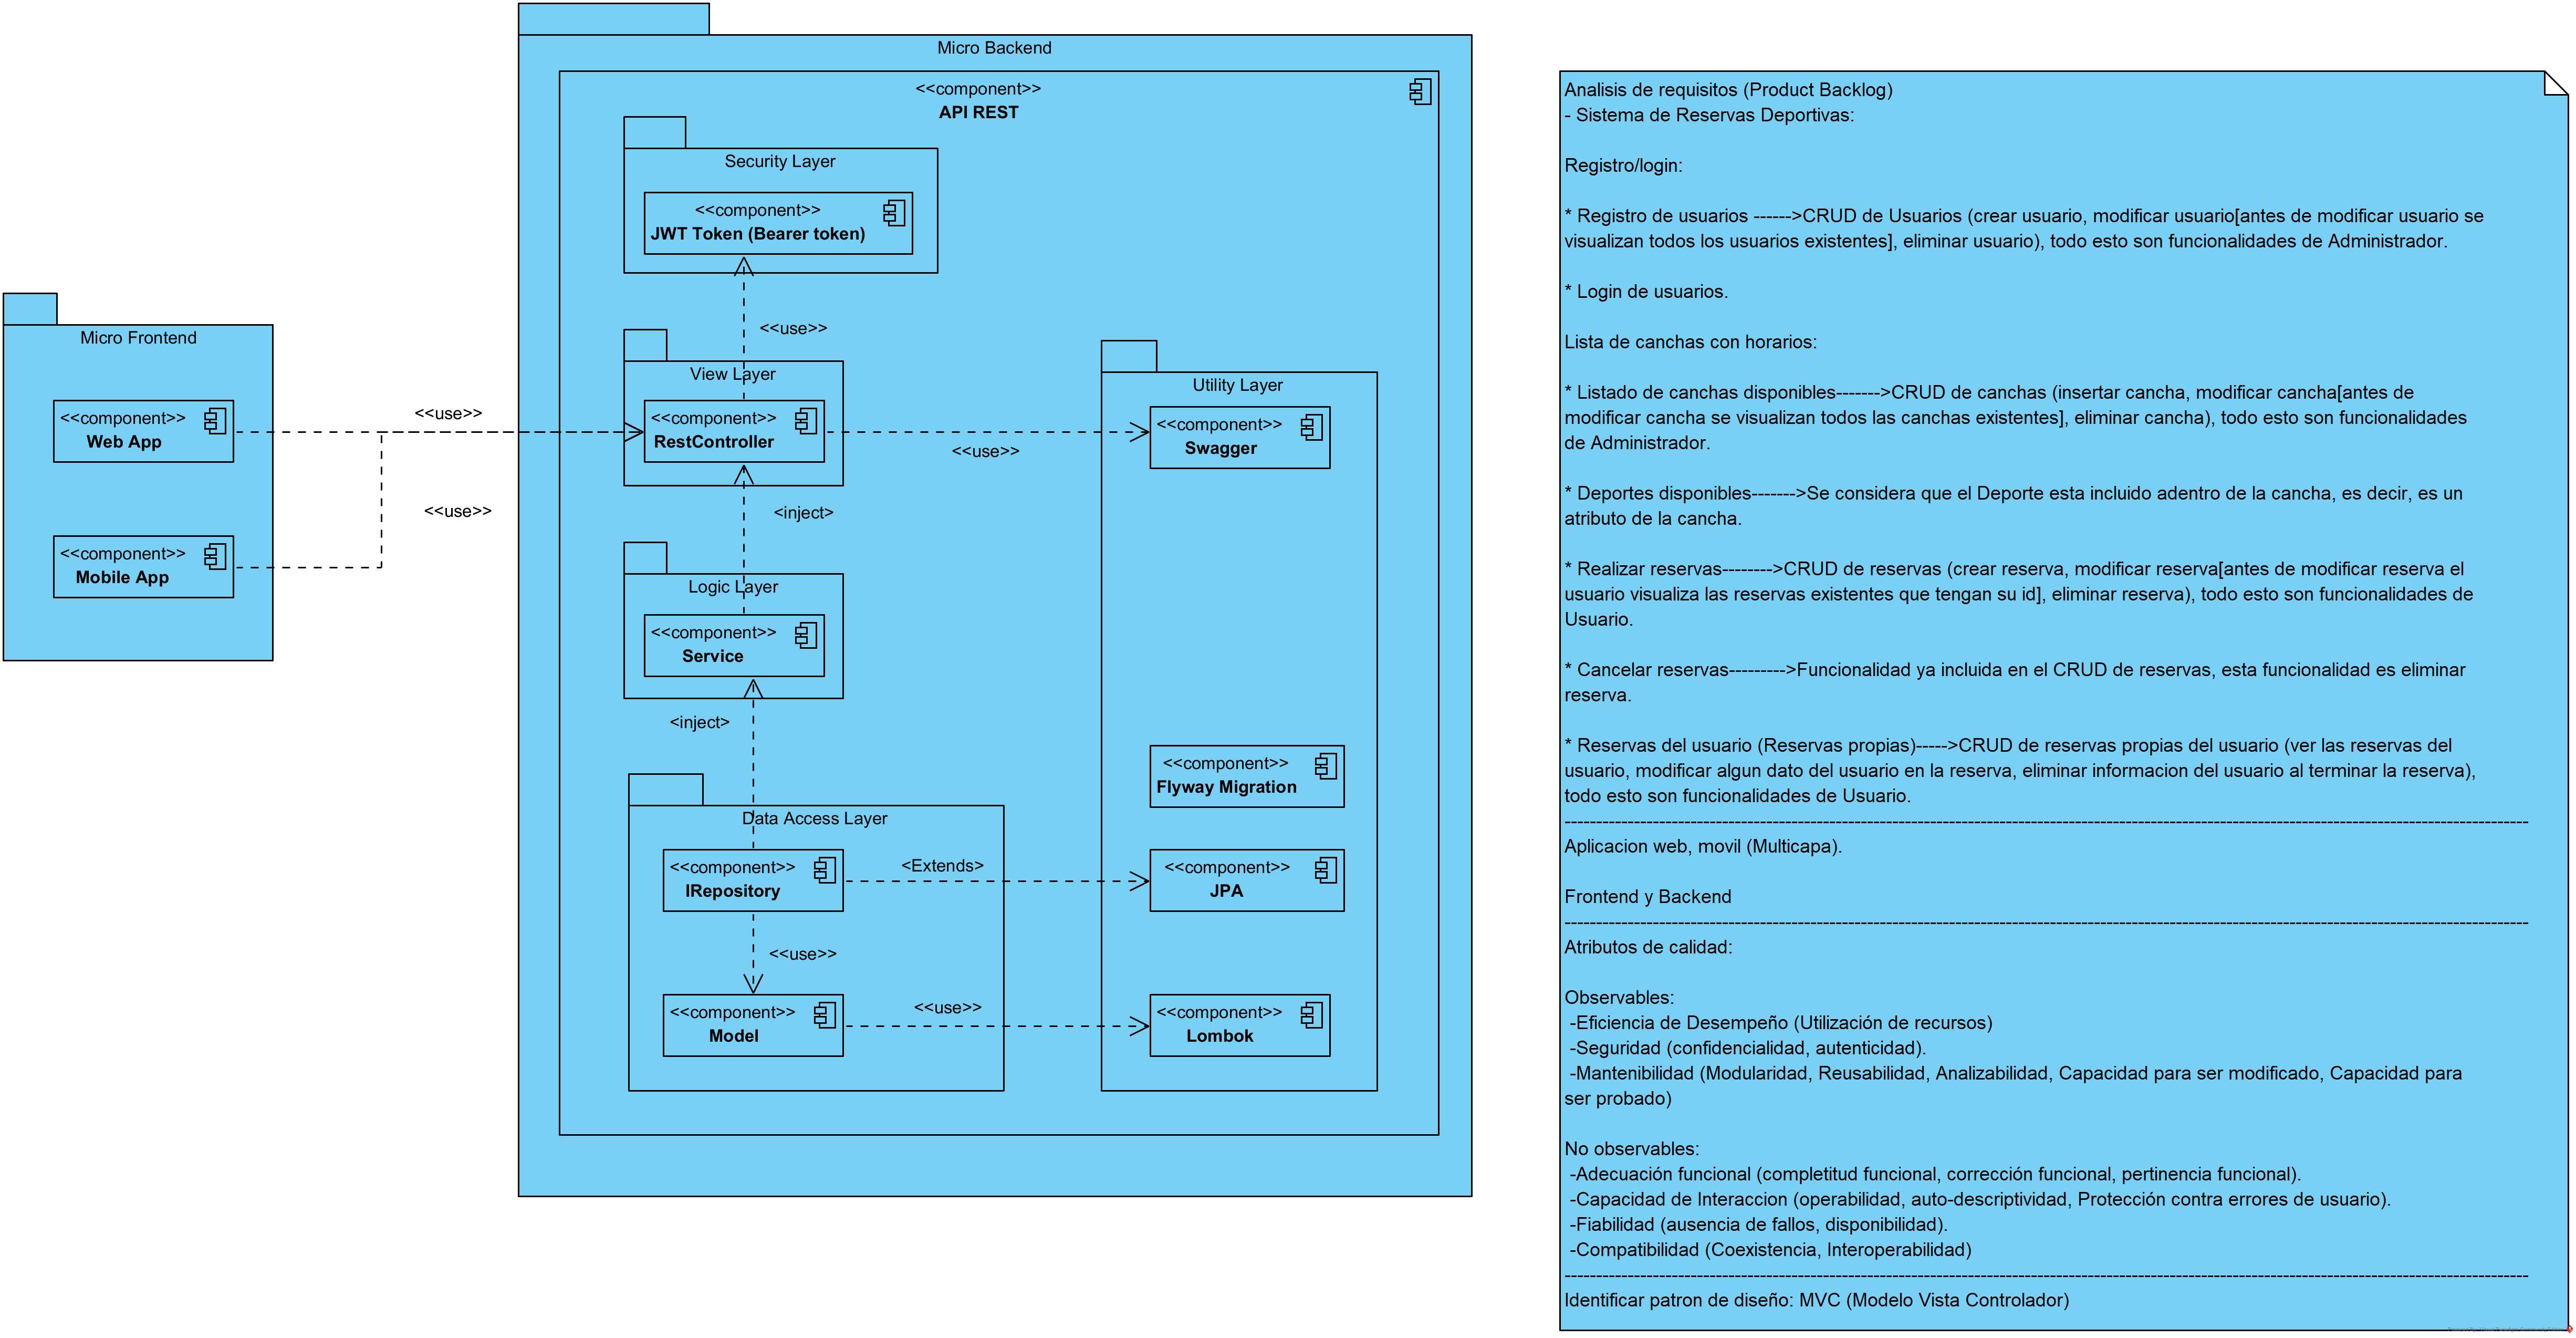 Micro Backend
<<component>>
API REST
Security Layer
<<component>>
JWT Token (Bearer token)
<<use>>
Micro Frontend
<<component>>
Web App
<<component>>
Mobile App
<<use>>
<<use>>
View Layer
<<component>>
RestController
<<use>>
<inject>
Logic Layer
<<component>>
Service
<inject>
Data Access Layer
<<component>>
IRepository
<Extends>
<<use>>
<<component>>
Model
<<use>>
Utility Layer
<<component>>
Swagger
<<component>>
Flyway Migration
<<component>>
JPA
<<component>>
Lombok
Analisis de requisitos (Product Backlog)
- Sistema de Reservas Deportivas:
Registro/login:
* Registro de usuarios ------>CRUD de Usuarios (crear usuario, modificar usuario[antes de modificar usuario se
visualizan todos los usuarios existentes], eliminar usuario), todo esto son funcionalidades de Administrador.
* Login de usuarios.
Lista de canchas con horarios:
* Listado de canchas disponibles------->CRUD de canchas (insertar cancha, modificar cancha[antes de
modificar cancha se visualizan todos las canchas existentes], eliminar cancha), todo esto son funcionalidades
de Administrador.
* Deportes disponibles------->Se considera que el Deporte esta incluido adentro de la cancha, es decir, es un
atributo de la cancha.
* Realizar reservas-------->CRUD de reservas (crear reserva, modificar reserva[antes de modificar reserva el
usuario visualiza las reservas existentes que tengan su id], eliminar reserva), todo esto son funcionalidades de
Usuario.
* Cancelar reservas--------->Funcionalidad ya incluida en el CRUD de reservas, esta funcionalidad es eliminar
reserva.
* Reservas del usuario (Reservas propias)----->CRUD de reservas propias del usuario (ver las reservas del
usuario, modificar algun dato del usuario en la reserva, eliminar informacion del usuario al terminar la reserva),
todo esto son funcionalidades de Usuario.
Aplicacion web, movil (Multicapa).
Frontend y Backend
Atributos de calidad:
Observables:
-Eficiencia de Desempeño (Utilización de recursos)
-Seguridad (confidencialidad, autenticidad).
-Mantenibilidad (Modularidad, Reusabilidad, Analizabilidad, Capacidad para ser modificado, Capacidad para
ser probado)
No observables:
-Adecuación funcional (completitud funcional, corrección funcional, pertinencia funcional).
-Capacidad de Interaccion (operabilidad, auto-descriptividad, Protección contra errores de usuario).
-Fiabilidad (ausencia de fallos, disponibilidad).
-Compatibilidad (Coexistencia, Interoperabilidad)
Identificar patron de diseño: MVC (Modelo Vista Controlador)